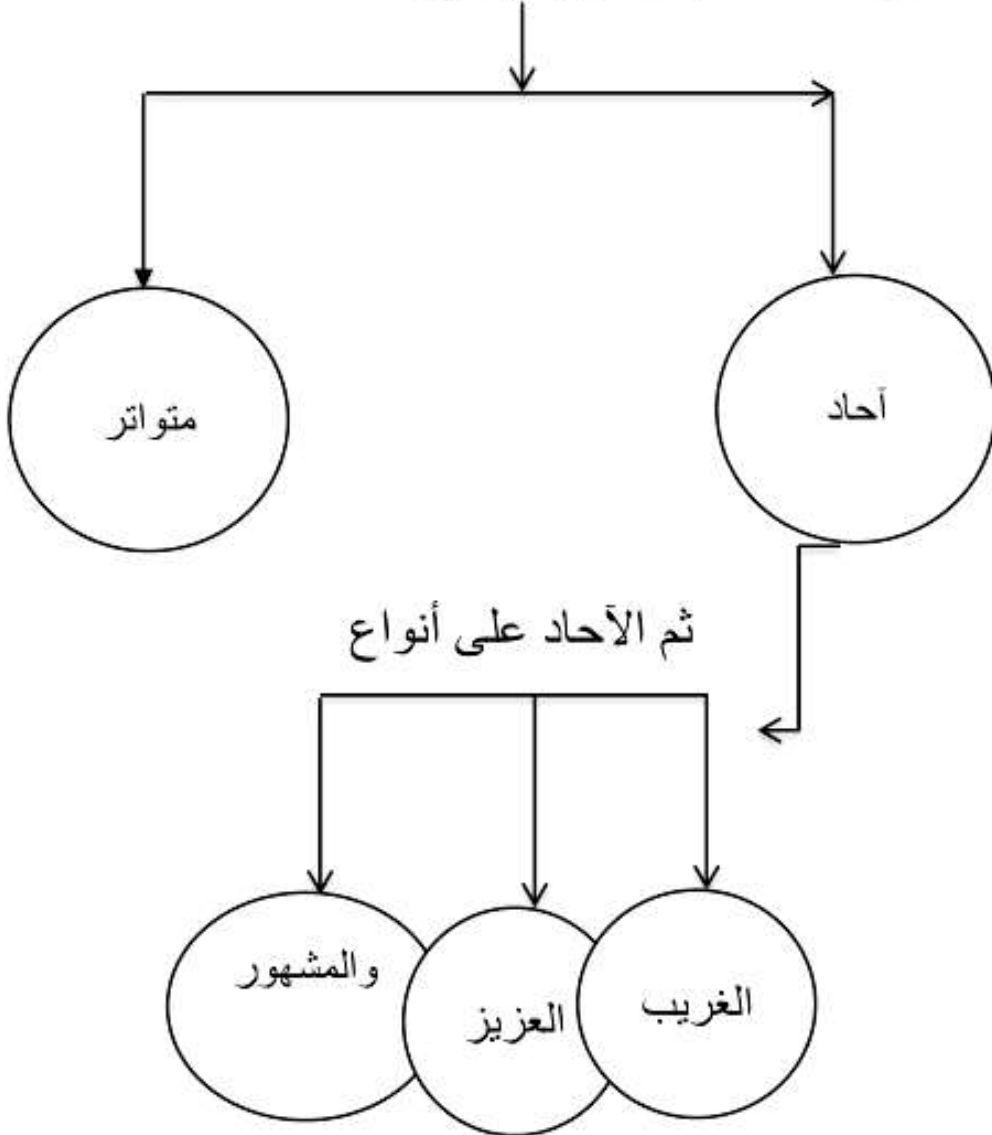 آحاد
متواتر
ثم الآحاد على أنواع
الغريب
العزيز
والمشهور